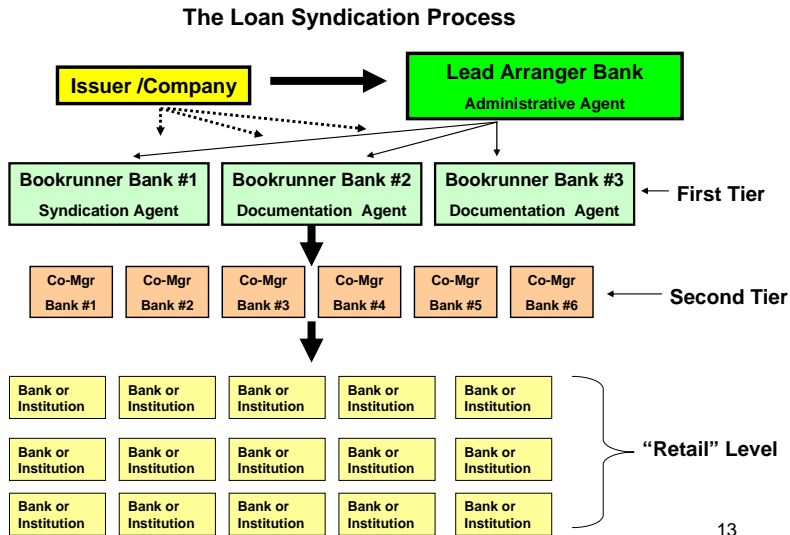 The Loan Syndication Process
Issuer /Company
Lead Arranger Bank
Administrative Agent
Bookrunner Bank #1
Syndication Agent
Bookrunner Bank #2
Documentation Agent
Bookrunner Bank #3
Documentation Agent
First Tier
Co-Mgr
Bank #1
Co-Mgr
Bank #2
Co-Mgr
Bank #3
Co-Mgr
Bank #4
Co-Mgr
Bank #5
Co-Mgr
Bank #6
Second Tier
Bank or
Institution
Bank or
Institution
Bank or
Institution
Bank or
Institution
Bank or
Institution
Bank or
Institution
Bank or
Institution
Bank or
Institution
Bank or
Institution
Bank or
Institution
“Retail” Level
Bank or
Institution
Bank or
Institution
Bank or
Institution
Bank or
Institution
Bank or
Institution
13